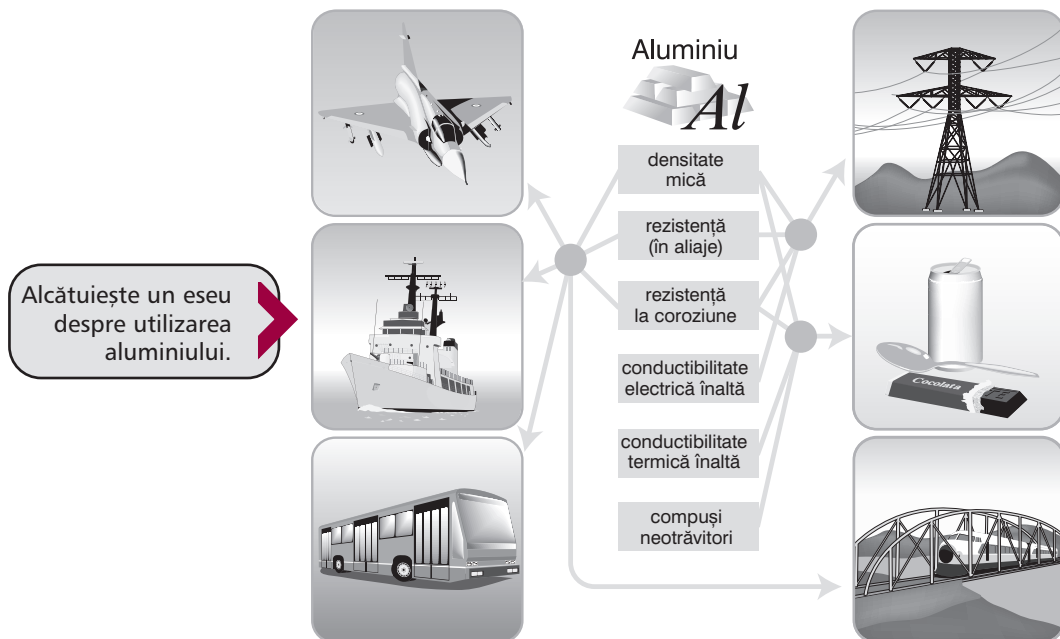 Alcătuiește un eseu
despre utilizarea
aluminiului.
Aluminiu
Al
densitate
mică
rezistență
(în aliaje)
rezistență
la coroziune
conductibilitate
electrică înaltă
conductibilitate
termică înaltă
compuși
neotrăvitori
Cocolata